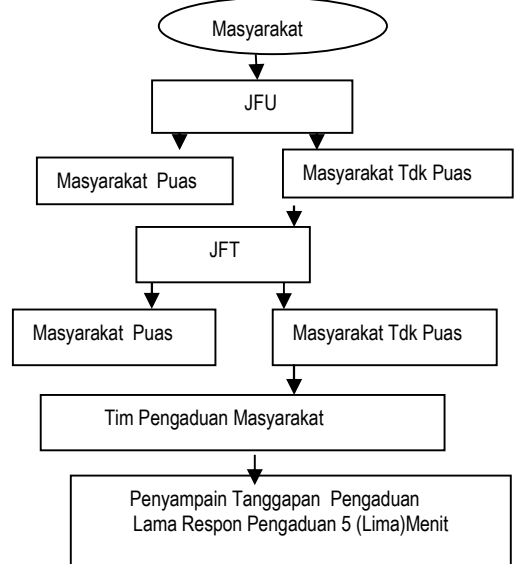 Masyarakat
JFU
Masyarakat Puas
Masyarakat Tdk Puas
JFT
Masyarakat Puas
Masyarakat Tdk Puas
Tim Pengaduan Masyarakat
Penyampain Tanggapan Pengaduan
Lama Respon Pengaduan 5 (Lima)Menit